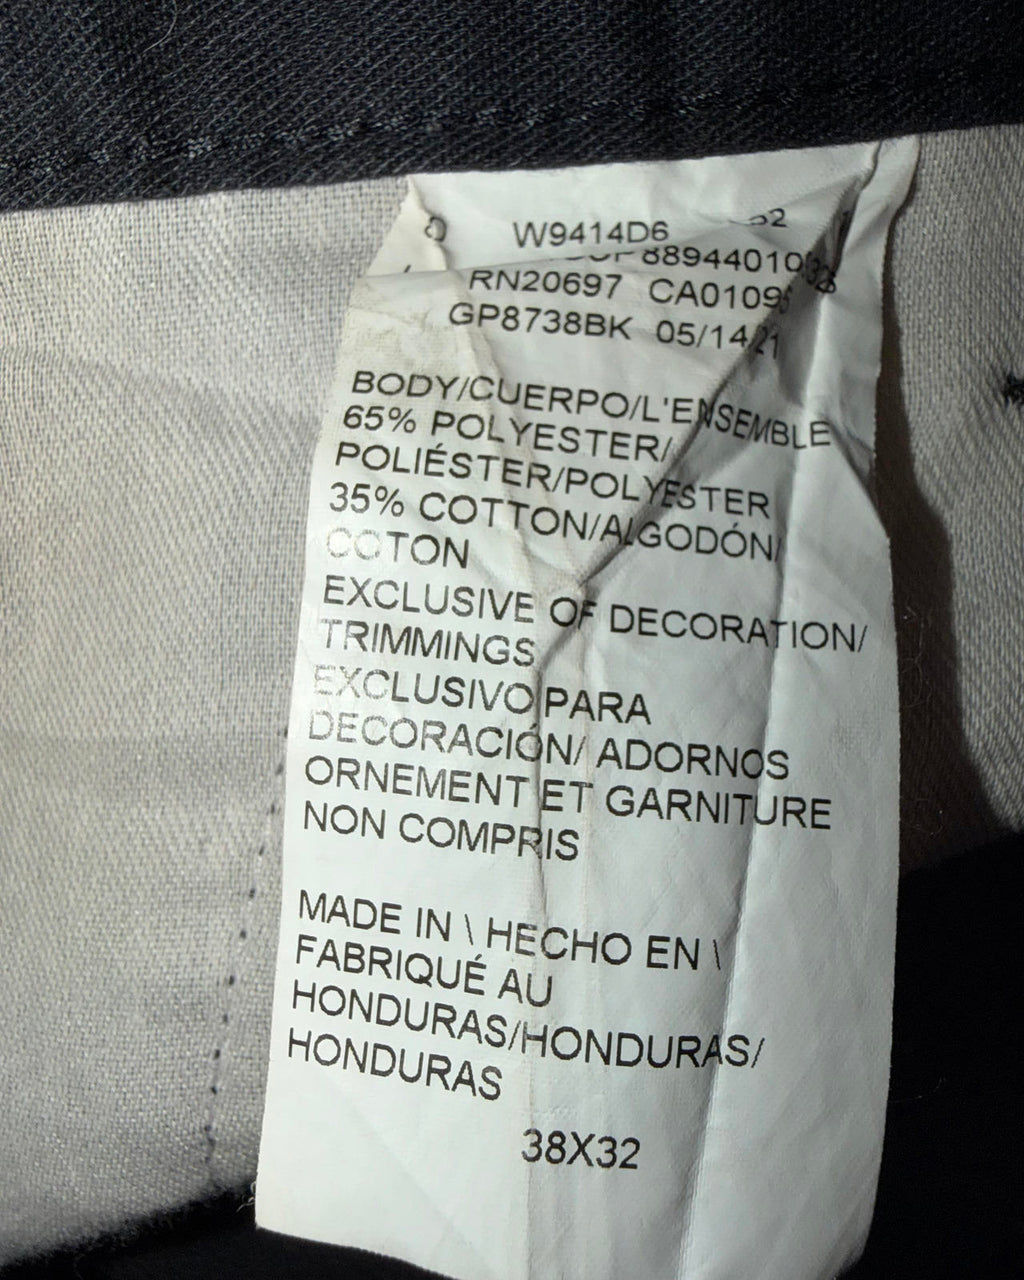 W9414D6
RN20697 CA0109
GP8738BK 05/14/21
BODY/CUERPO/L'ENSEMBLE
65% POLYESTER/
POLIÉSTER/POLYESTER
35% COTTON/ALGODÓN/
COTON
EXCLUSIVE OF DECORATION/
TRIMMINGS
EXCLUSIVO PARA
DECORACIÓN/ ADORNOS
ORNEMENT ET GARNITURE
NON COMPRIS
MADE IN \ HECHO EN \
FABRIQUÉ AU
HONDURAS/HONDURAS/
HONDURAS
38X32